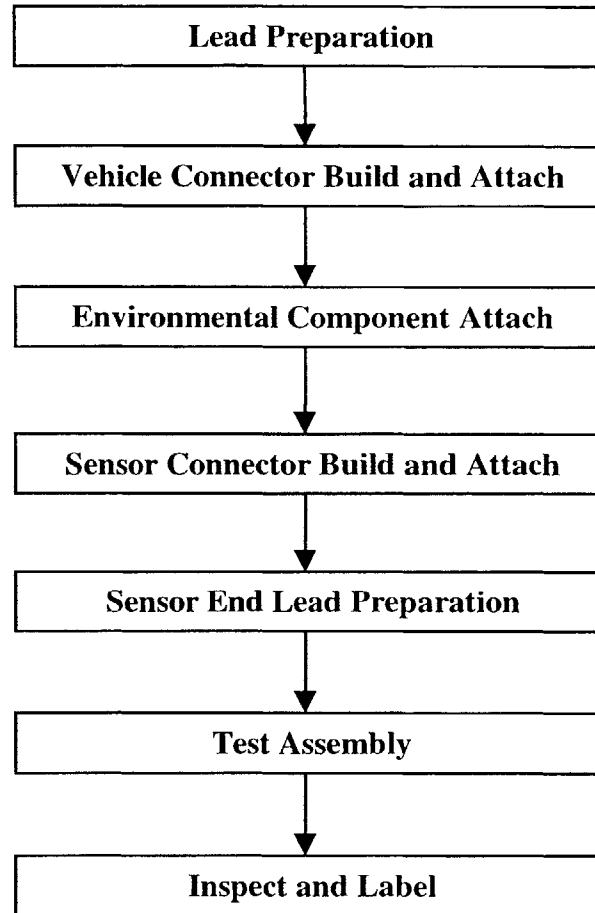 Lead Preparation
Vehicle Connector Build and Attach
Environmental Component Attach
Sensor Connector Build and Attach
Sensor End Lead Preparation
Test Assembly
Inspect and Label